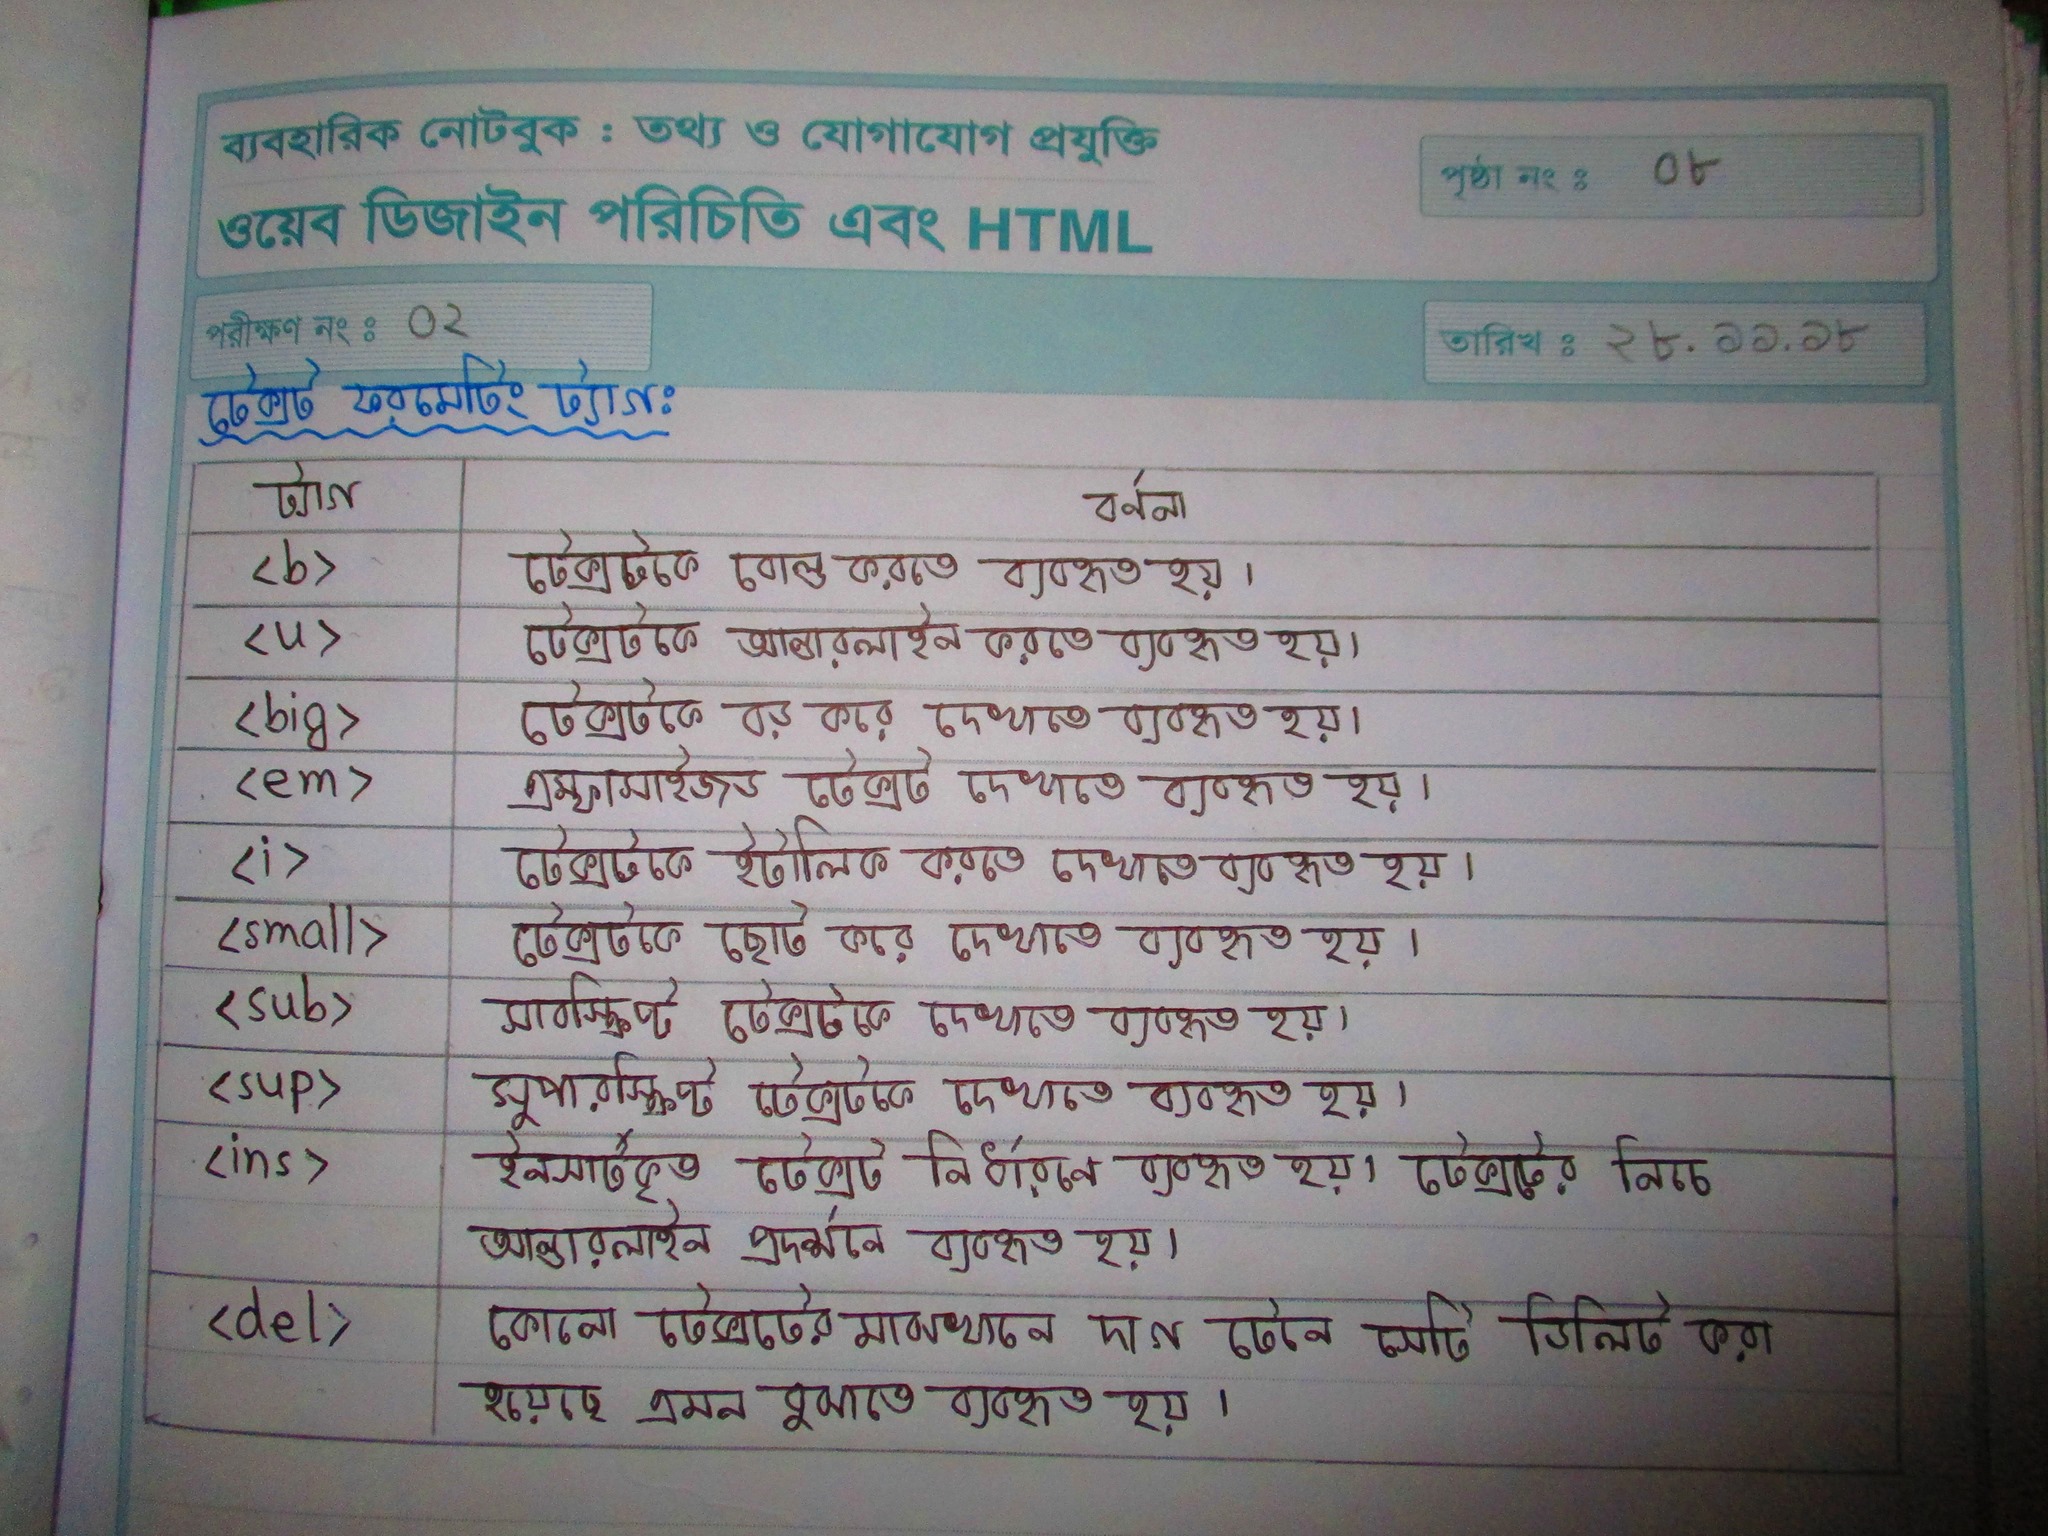 ব্যবহারিক নোটবুক : তথ্য ও যোগাযোগ প্রযুক্তি
পৃষ্ঠা নং : ০৮
ওয়েব ডিজাইন পরিচিতি এবং HTML
পরীক্ষণ নং : ০২
তারিখ : ২৮.১১.১৮
টেক্সট ফরমেটিং ট্যাগঃ
ট্যাগ বর্ননা
<b> টেক্সটকে বোল্ড করতে ব্যবহৃত হয়।
<u> টেক্সটকে আন্ডারলাইন করতে ব্যবহৃত হয়।
<big> টেক্সটকে বড় করে দেখাতে ব্যবহৃত হয়।
<em> এমফাসাইজড টেক্সট দেখাতে ব্যবহৃত হয়।
<i> টেক্সটকে ইটালিক করতে দেখাতে ব্যবহৃত হয়।
<small> টেক্সটকে ছোট করে দেখাতে ব্যবহৃত হয়।
<sub> সাবস্ক্রিপ্ট টেক্সটকে দেখাতে ব্যবহৃত হয়।
<sup> সুপারস্ক্রিপ্ট টেক্সটকে দেখাতে ব্যবহৃত হয়।
<ins> ইনসার্টকৃত টেক্সট নির্ধারনে ব্যবহৃত হয়। টেক্সটের নিচে
আন্ডারলাইন প্রদর্শনে ব্যবহৃত হয়।
<del> কোনো টেক্সটের মাঝখানে দাগ টেনে সেটি ডিলিট করা
হয়েছে এমন বুঝাতে ব্যবহৃত হয়।